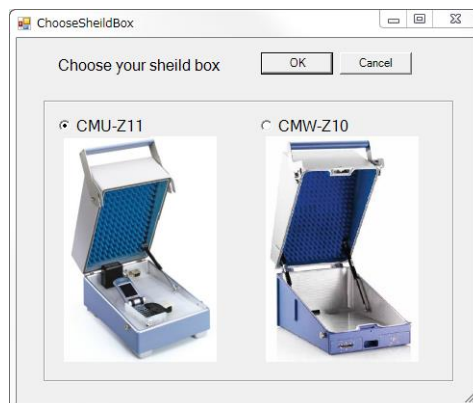 ChooseSheildBox
Choose your sheild box
OK
Cancel
CMU-Z11
CMW-Z10